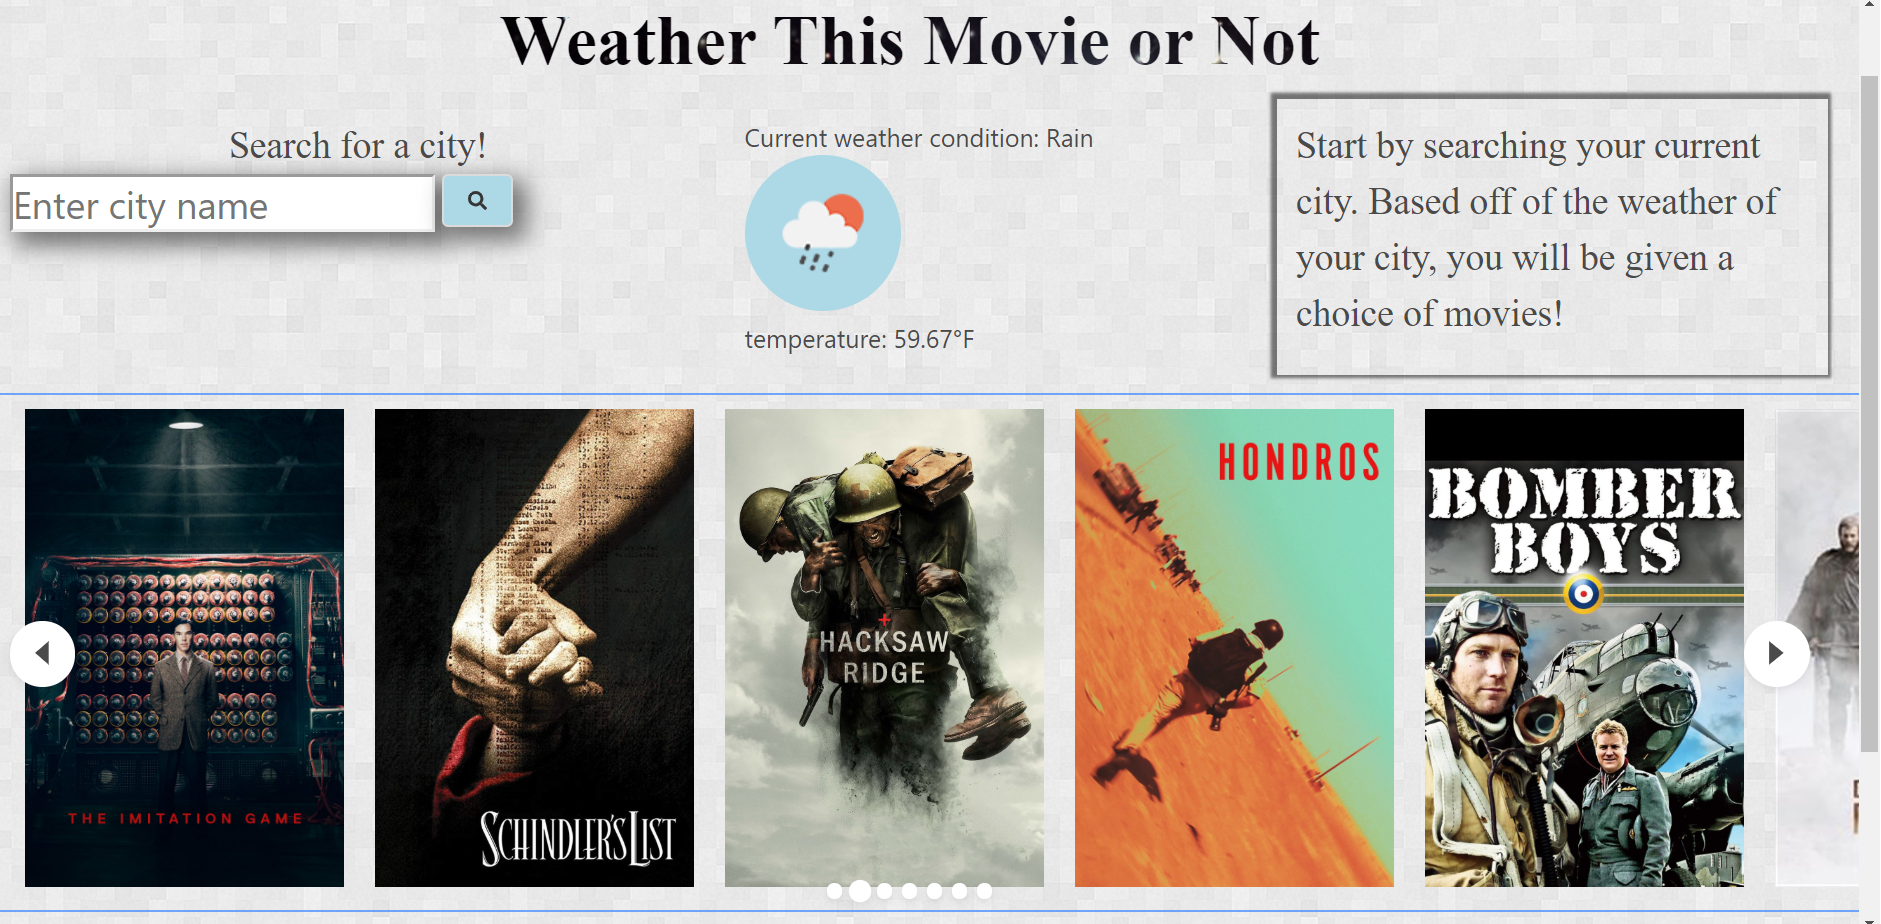 Weather This Movie or Not
Search for a city!
Enter city name
Current weather condition: Rain
temperature: 59.67°F
Start by searching your current
city. Based off of the weather of
your city, you will be given a
choice of movies!
THE IMITATION GAME
SCHINDLER'S LIST
HACKSAW
RIDGE
HONDROS
BOMBER
BOYS